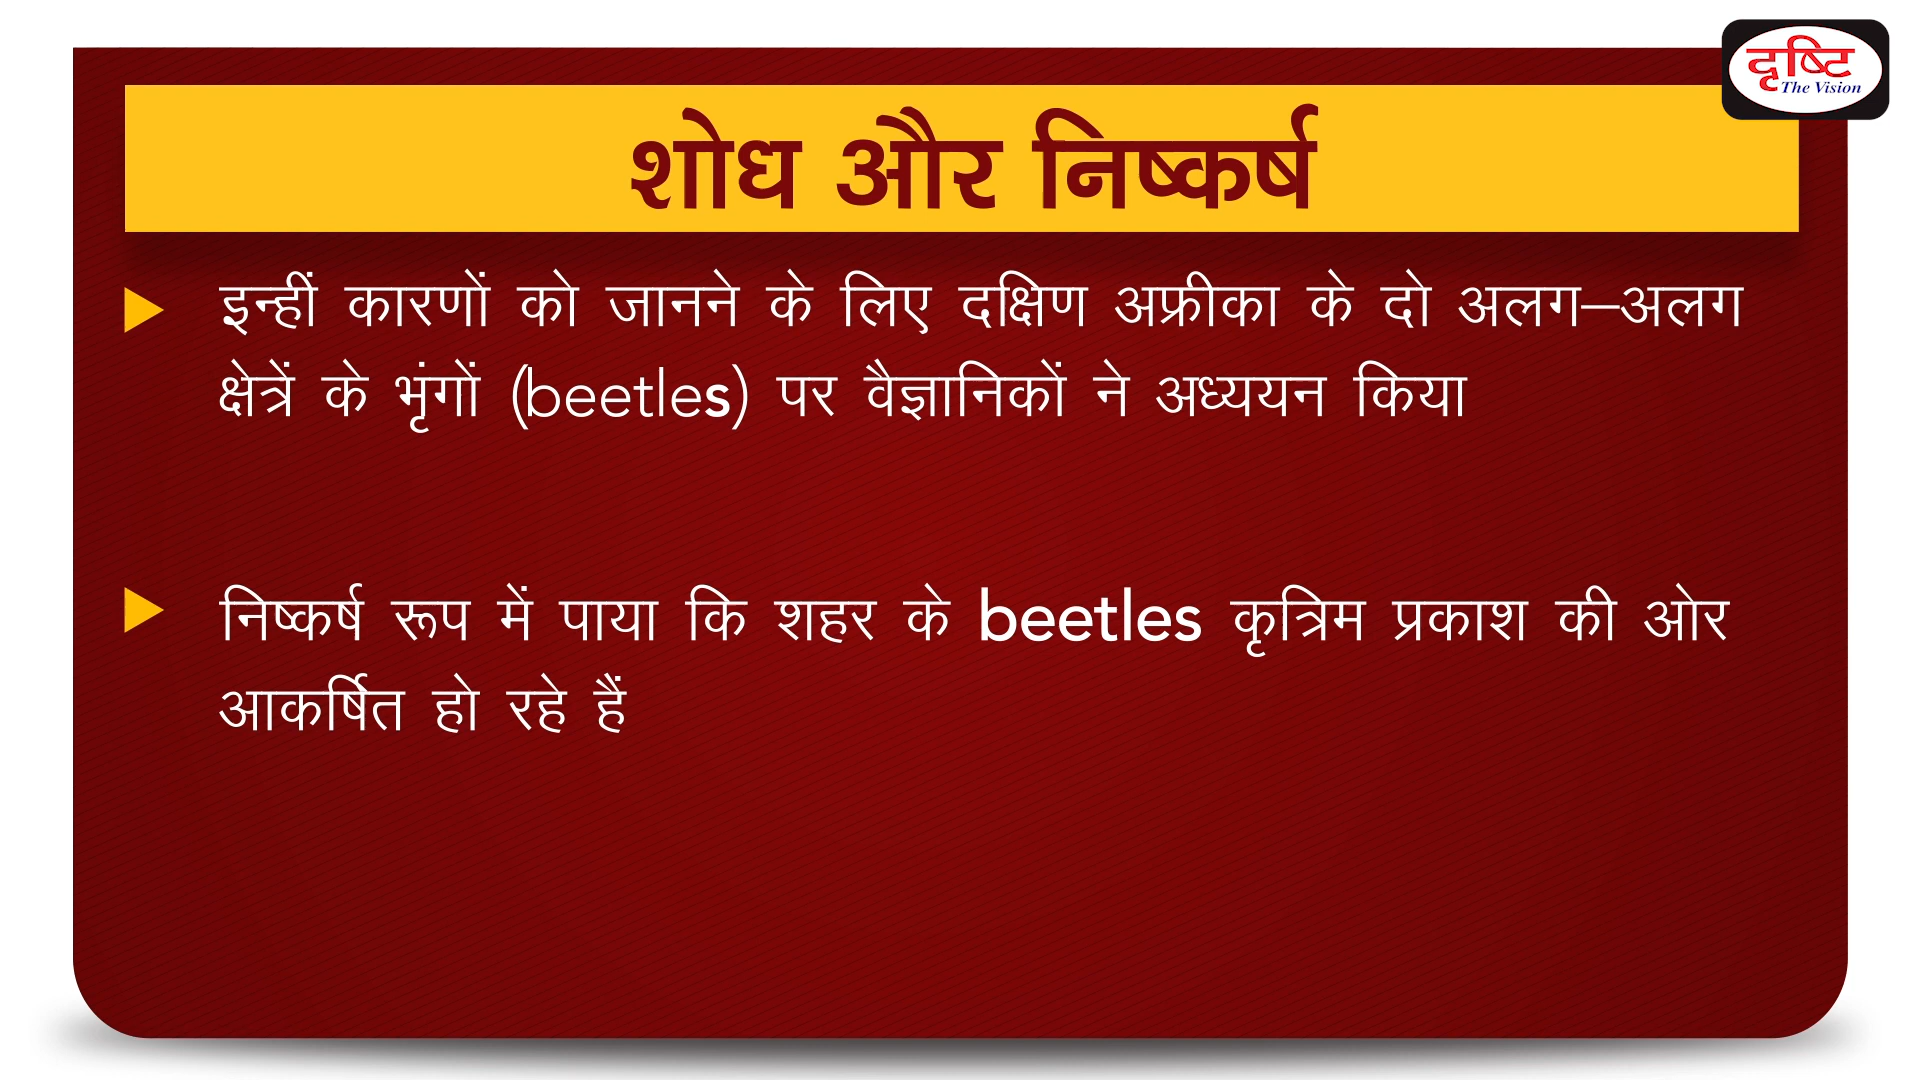 दृष्टि
The Vision
शोध और निष्कर्ष
इन्हीं कारणों को जानने के लिए दक्षिण अफ्रीका के दो अलग–अलग
क्षेत्रें के भृंगों (beetles) पर वैज्ञानिकों ने अध्ययन किया
निष्कर्ष रूप में पाया कि शहर के beetles कृत्रिम प्रकाश की ओर
आकर्षित हो रहे हैं